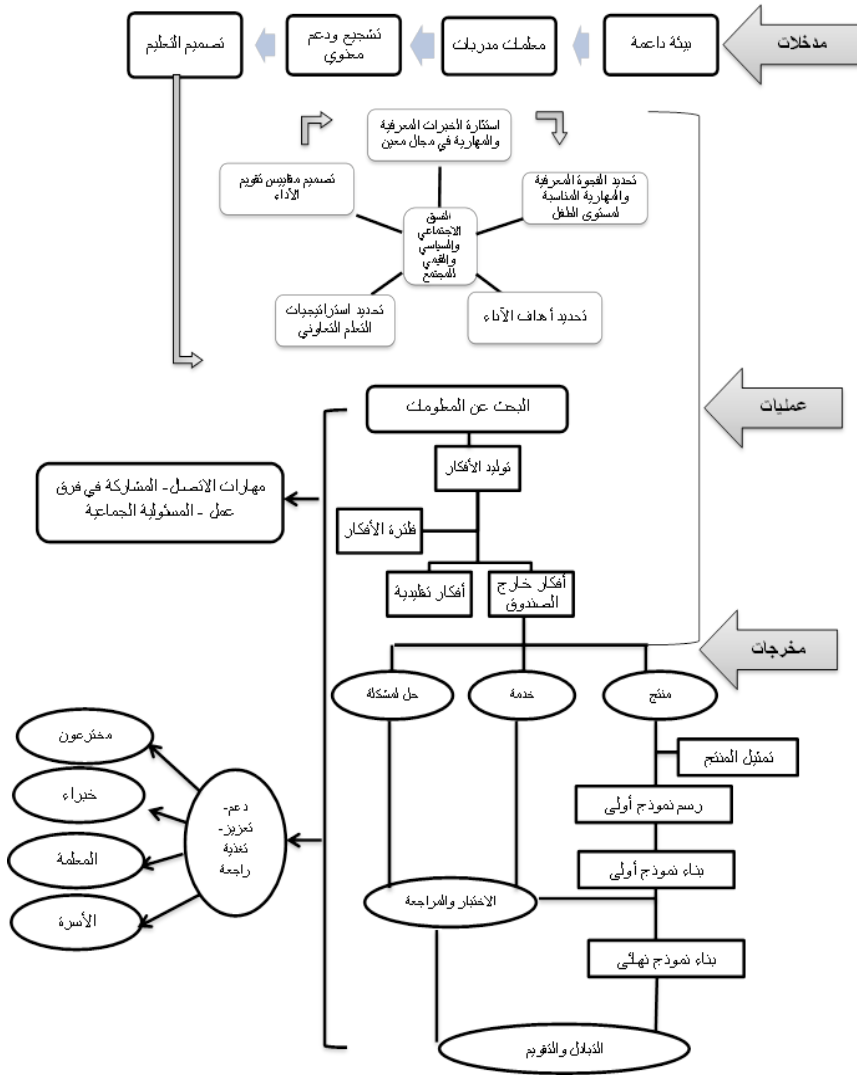 مدخلات
بيئة داعمة
معلمات مدربات
تشجيع ودعم
معنوي
تصميم التعليم
استثارة الخبرات المعرفية
والمهارية في مجال معين
تحديد الفجوة المعرفية
والمهارية المناسبة
لمستوى الطفل
تصميم مقاييس تقويم
الأداء
النسق
الاجتماعي
والسياسي
والقيمي
للمجتمع
تحديد أهداف الأداء
تحديد استراتيجيات
التعلم التعاوني
عمليات
البحث عن المعلومات
توليد الأفكار
مهارات الاتصال - المشاركة في فرق
عمل - المسئولية الجماعية
فلترة الأفكار
أفكار خارج
الصندوق
أفكار تقليدية
مخرجات
منتج
خدمة
حل لمشكلة
تمثيل المنتج
رسم نموذج أولى
بناء نموذج أولى
مخترعون
خبراء
المعلمة
الأسرة
دعم-
تعزيز-
تغذية
راجعة
الاختبار والمراجعة
بناء نموذج نهائى
التبادل والتقويم